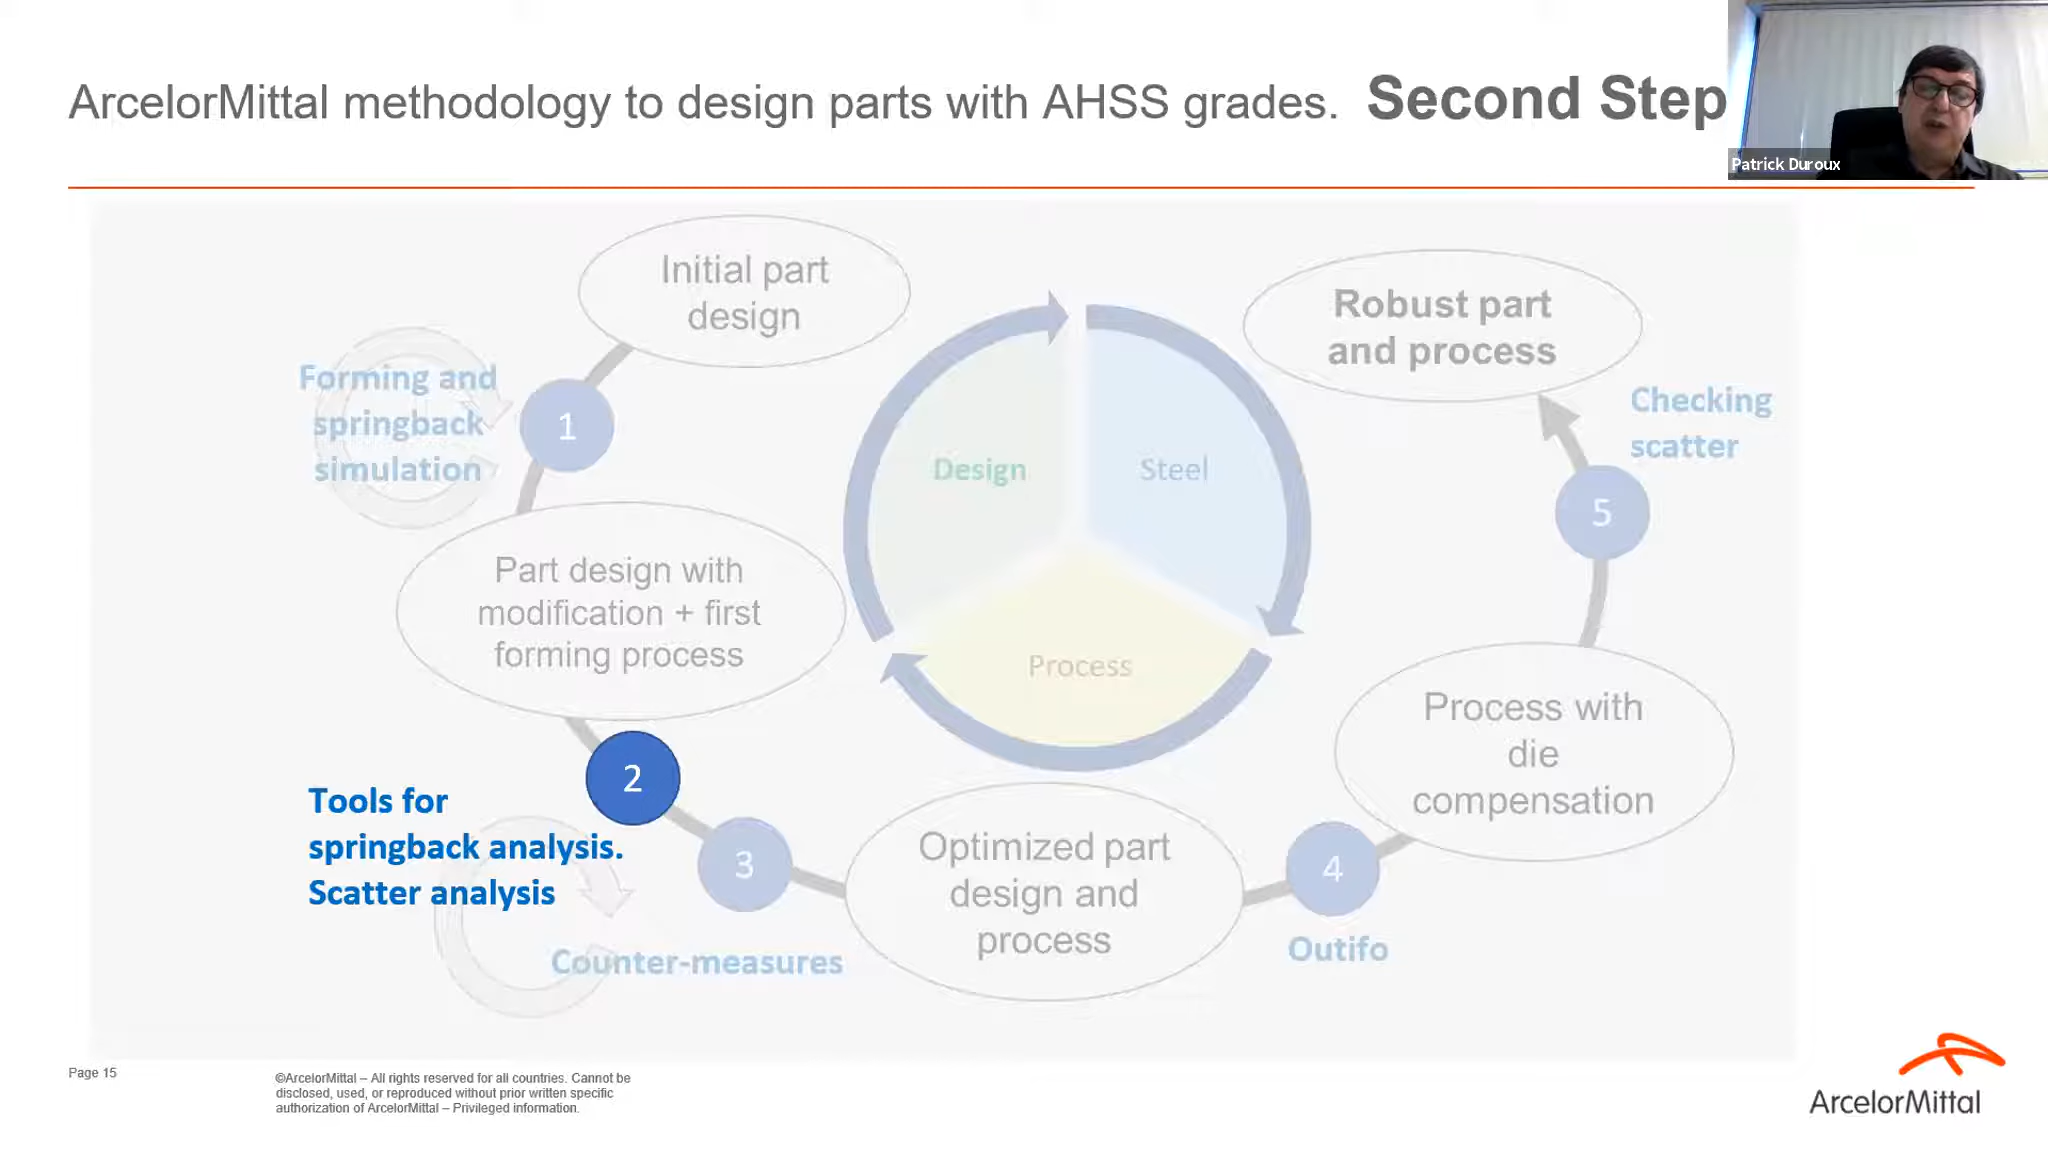 ArcelorMittal methodology to design parts with AHSS grades. Second Step
Patrick Duroux
Initial part
design
Forming and
springback
simulation
1
Part design with
modification + first
forming process
2
Tools for
springback analysis.
Scatter analysis
3
Counter-measures
Design
Steel
Process
Optimized part
design and
process
4
Outifo
Process with
die
compensation
5
Checking
scatter
Robust part
and process
Page 15
©ArcelorMittal – All rights reserved for all countries. Cannot be
disclosed, used, or reproduced without prior written specific
authorization of ArcelorMittal – Privileged information.
ArcelorMittal